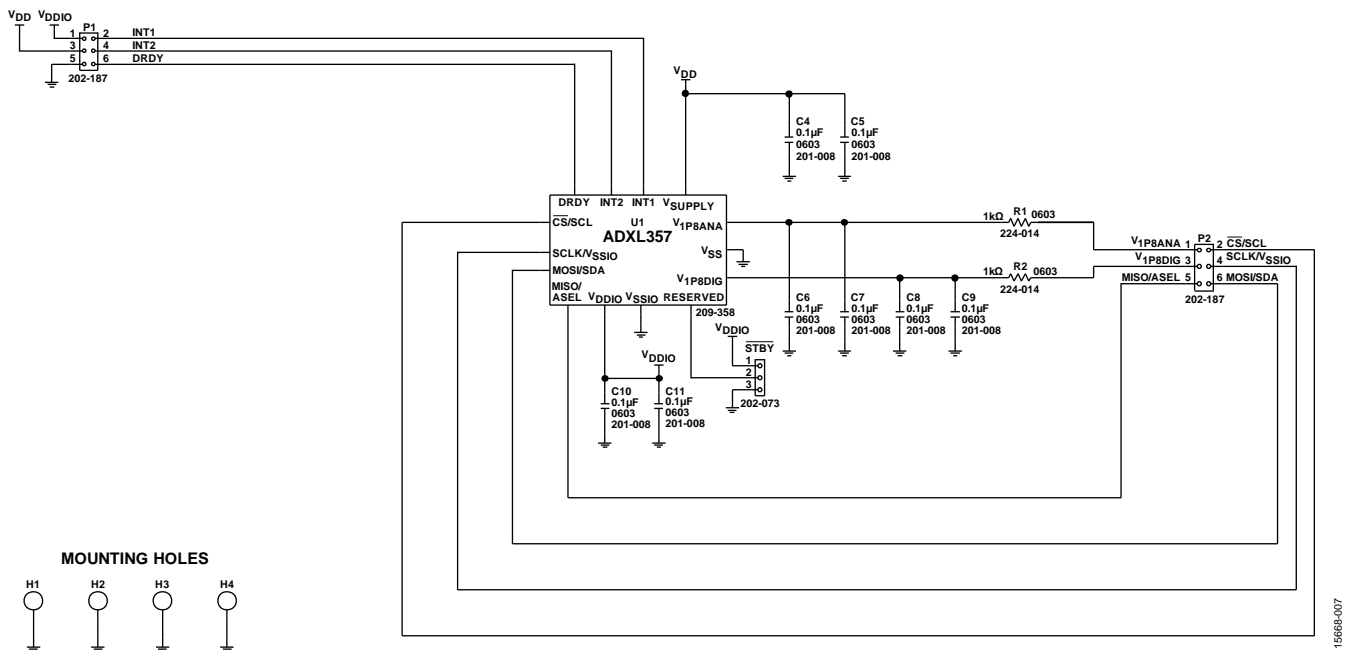 VDD VDDIO
P1
1 2 INT1
3 4 INT2
5 6 DRDY
202-187
VDD
C4
0.1µF
0603
201-008
C5
0.1µF
0603
201-008
DRDY INT2 INT1 VSUPPLY
CS/SCL
U1
ADXL357
V1P8ANA
SCLK/VSSIO
VSS
MOSI/SDA
V1P8DIG
MISO/
ASEL
VDDIO VSSIO RESERVED
209-358
1kΩ R1 0603
224-014
1kΩ R2 0603
224-014
P2
V1P8ANA 1 2 CS/SCL
V1P8DIG 3 4 SCLK/VSSIO
MISO/ASEL 5 6 MOSI/SDA
202-187
C6
0.1µF
0603
201-008
C7
0.1µF
0603
201-008
C8
0.1µF
0603
201-008
C9
0.1µF
0603
201-008
VDDIO
STBY
1
2
3
202-073
VDDIO
C10
0.1µF
0603
201-008
C11
0.1µF
0603
201-008
MOUNTING HOLES
H1 H2 H3 H4
15668-007